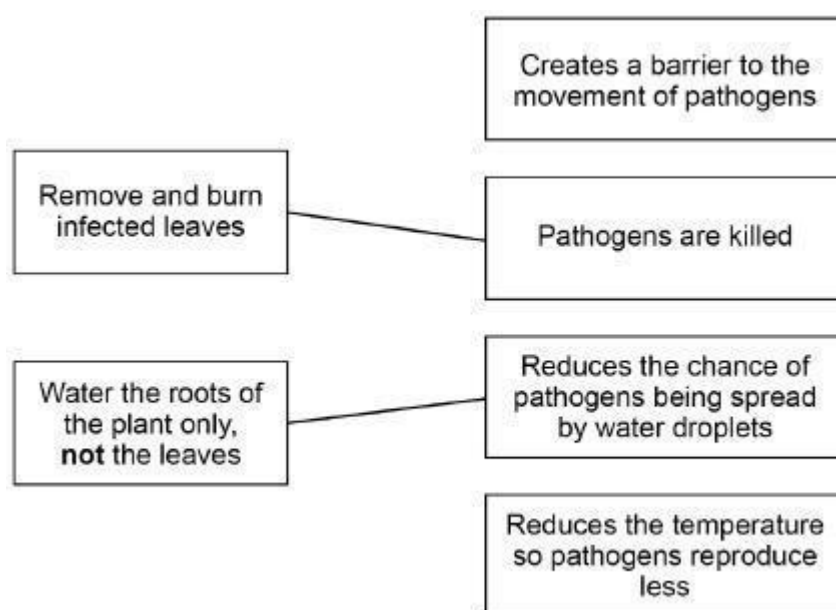 Creates a barrier to the
movement of pathogens
Remove and burn
infected leaves
Pathogens are killed
Water the roots of
the plant only,
not the leaves
Reduces the chance of
pathogens being spread
by water droplets
Reduces the temperature
so pathogens reproduce
less